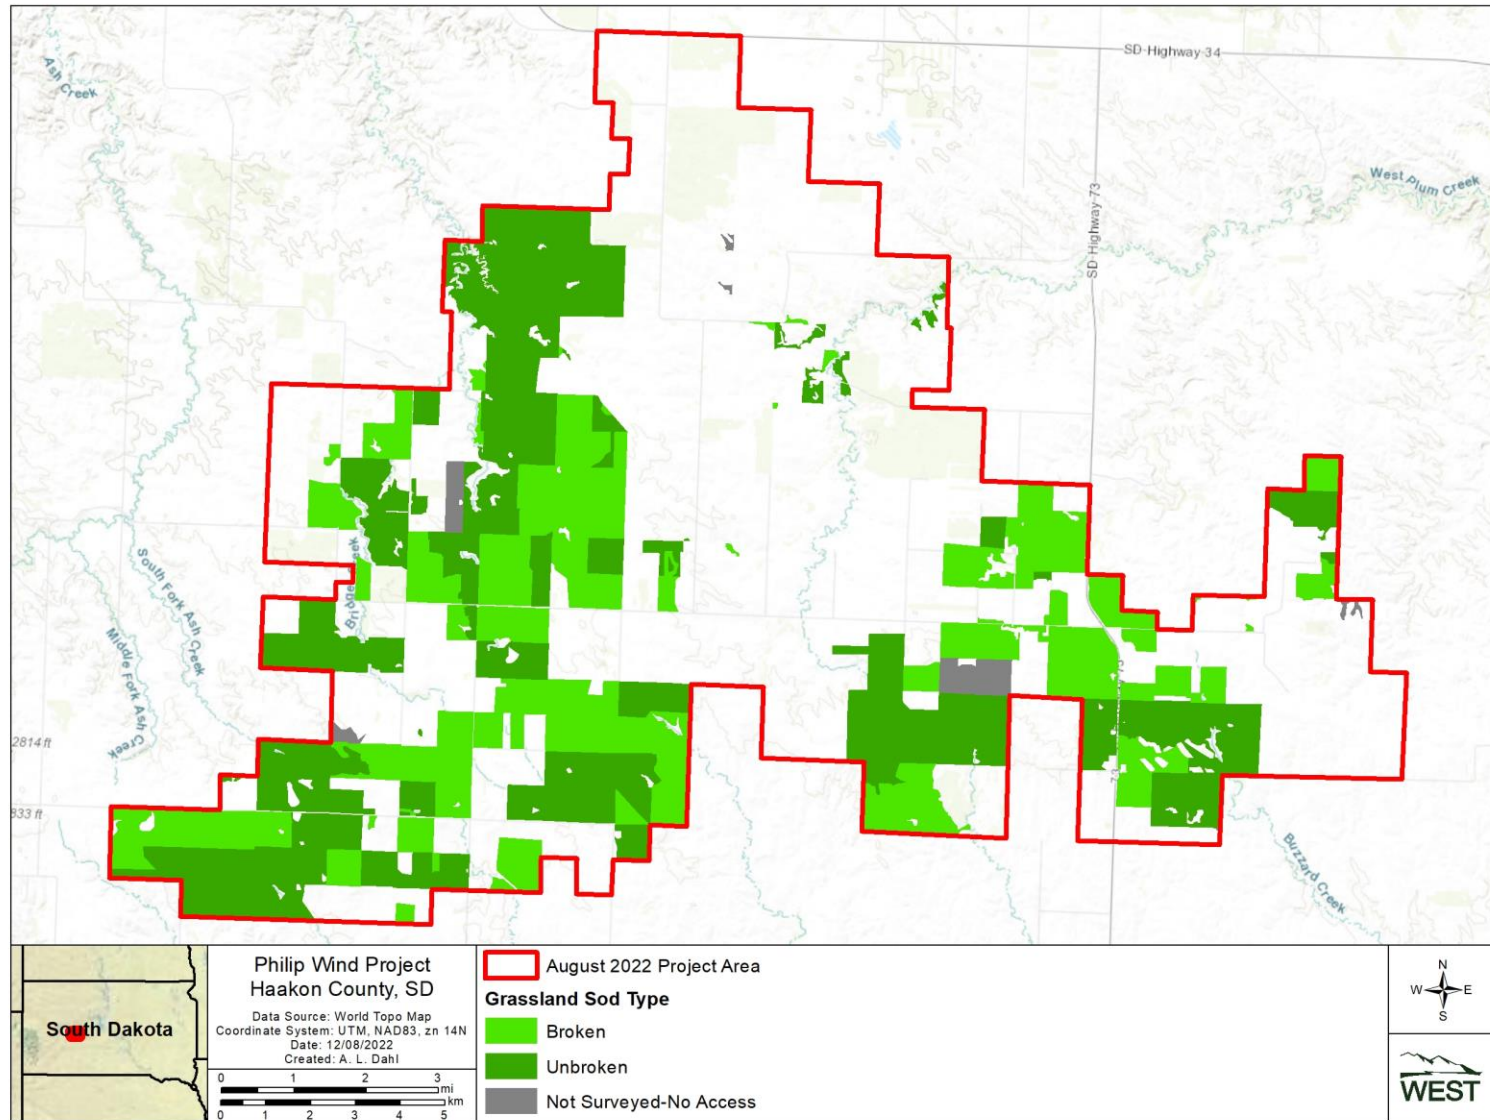 SD Highway 34
Ash Creek
West Plum Creek
SD Highway 73
South Fork Ash Creek
Middle Fork Ash Creek
Creek
73
2814 ft
833 ft
73
Buzzard Creek
South Dakota
Philip Wind Project
Haakon County, SD
Data Source: World Topo Map
Coordinate System: UTM, NAD83, zn 14N
Date: 12/08/2022
Created: A. L. Dahl
0 1 2 3
mi
km
0 1 2 3 4 5
August 2022 Project Area
Grassland Sod Type
Broken
Unbroken
Not Surveyed-No Access
N
W E
S
WEST